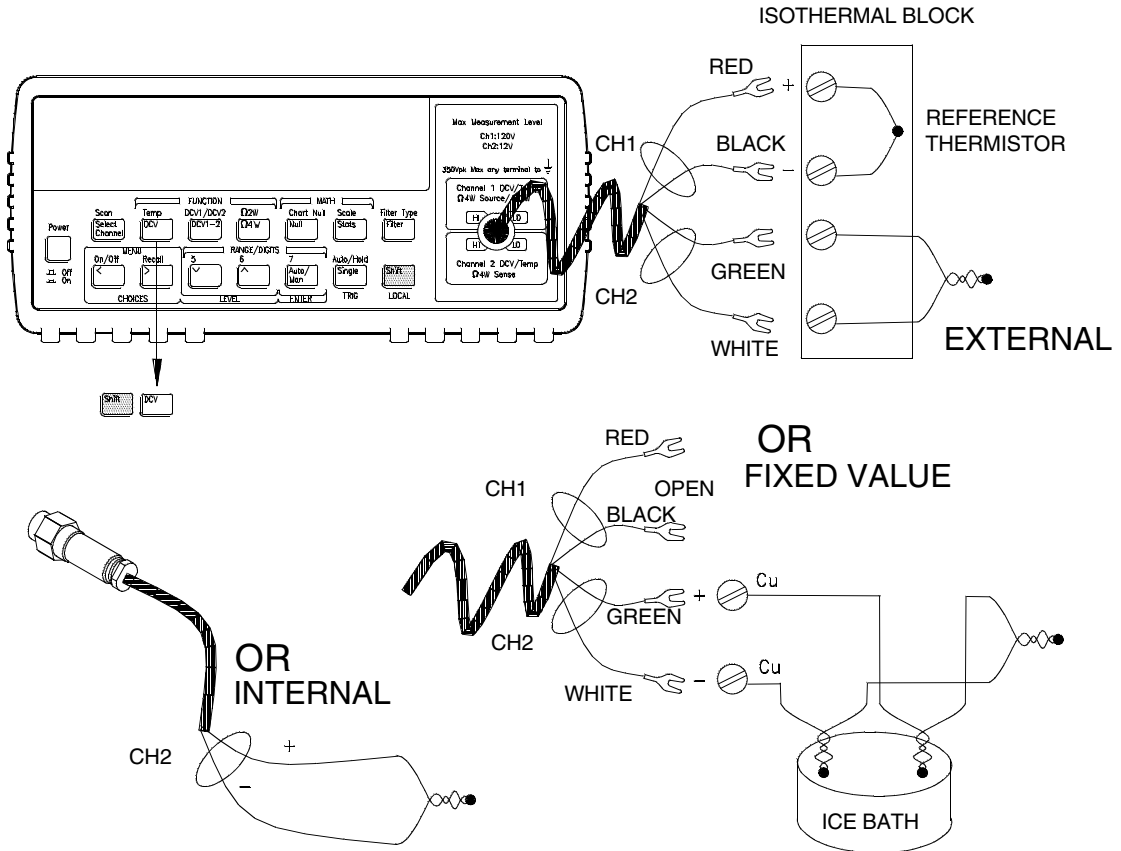 ISOTHERMAL BLOCK
RED
+
REFERENCE
THERMISTOR
CH1
BLACK
-
GREEN
CH2
WHITE
EXTERNAL
Max Measurement Level
Ch1:120V
Ch2:12V
350Vpk Max any terminal to
Channel 1 DCV/
Ω4W Source/
HI
LO
HI
LO
Channel 2 DCV/Temp
Ω4W Sense
FUNCTION
MATH
Power
Scan
Temp
DCV1/DCV2
Ω2W
Chart Null
Scale
Filter Type
Select
Channel
DCV
DCV1-2
Ω4W
Null
Stats
Filter
MENU
RANGE/DIGITS
On/Off
Recall
5
6
7
Auto/Hold
<
>
Auto/
Man
Single
Shift
Off
On
CHOICES
LEVEL
ENTER
TRIG
LOCAL
Shift
DCV
OR
FIXED VALUE
RED
CH1
OPEN
BLACK
+
Cu
GREEN
CH2
-
Cu
WHITE
ICE BATH
OR
INTERNAL
CH2
+
-